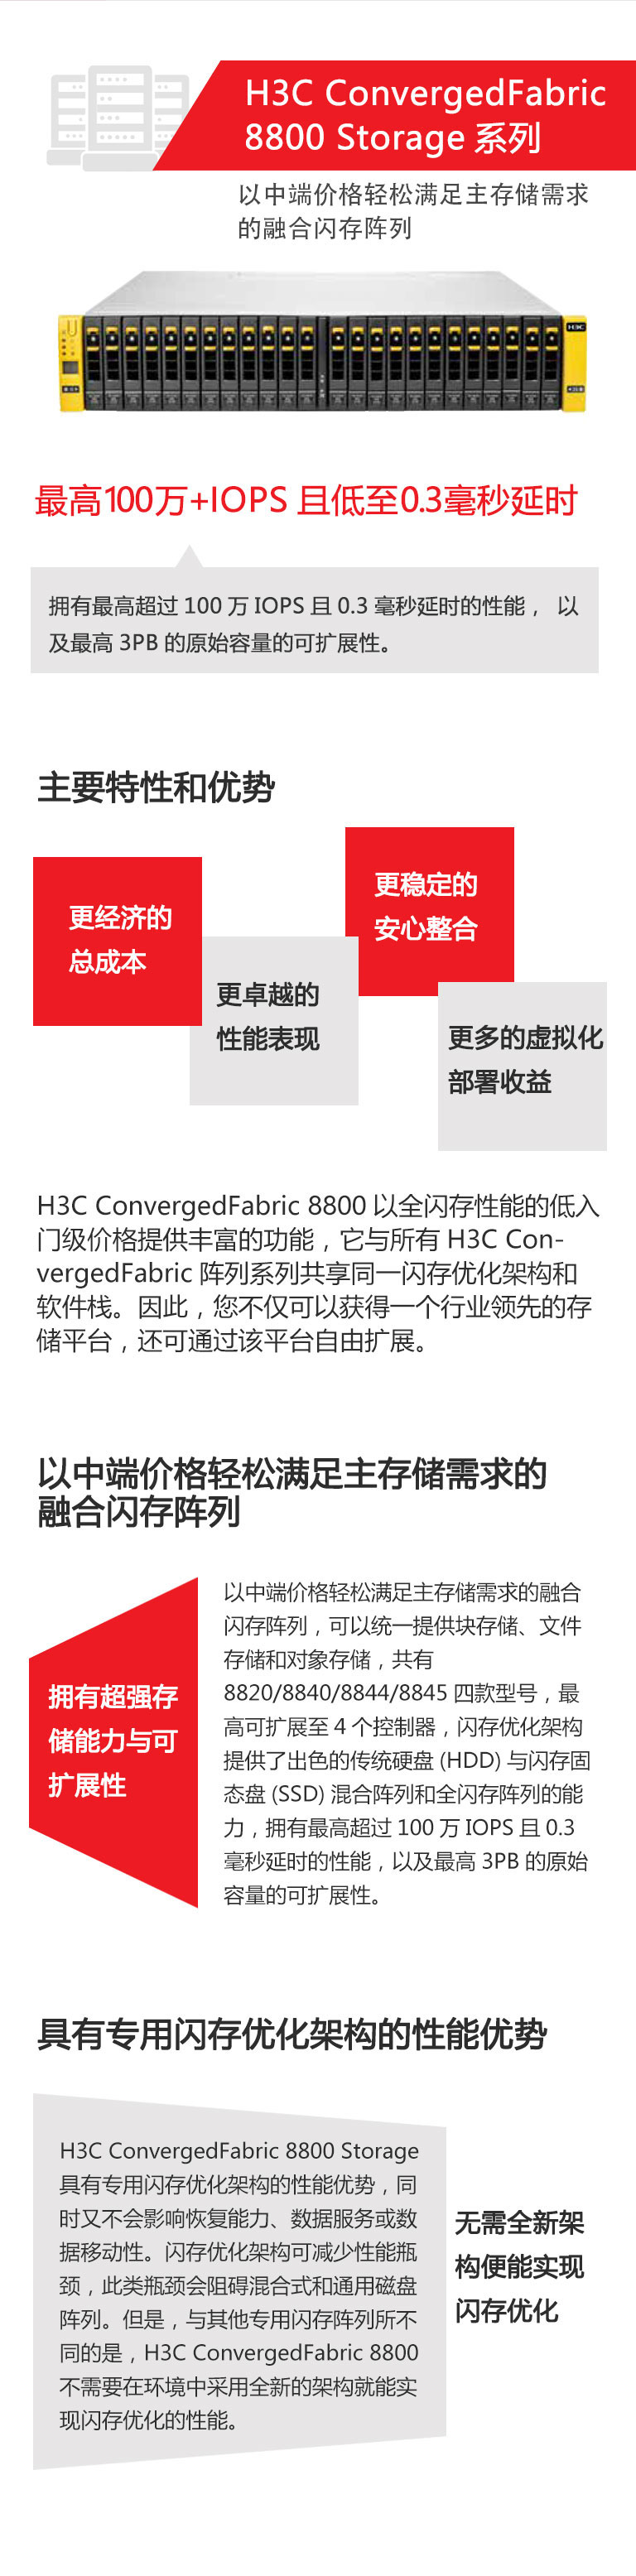 H3C ConvergedFabric
8800 Storage 系列
以中端价格轻松满足主存储需求
的融合闪存阵列
H3C
最高100万+IOPS 且低至0.3毫秒延时
拥有最高超过 100 万 IOPS 且 0.3 毫秒延时的性能， 以
及最高 3PB 的原始容量的可扩展性。
主要特性和优势
更经济的
总成本
更卓越的
性能表现
更稳定的
安心整合
更多的虚拟化
部署收益
H3C ConvergedFabric 8800 以全闪存性能的低入
门级价格提供丰富的功能，它与所有 H3C Con-
vergedFabric 阵列系列共享同一闪存优化架构和
软件栈。因此，您不仅可以获得一个行业领先的存
储平台，还可通过该平台自由扩展。
以中端价格轻松满足主存储需求的
融合闪存阵列
拥有超强存
储能力与可
扩展性
以中端价格轻松满足主存储需求的融合
闪存阵列，可以统一提供块存储、文件
存储和对象存储，共有
8820/8840/8844/8845 四款型号，最
高可扩展至 4 个控制器，闪存优化架构
提供了出色的传统硬盘 (HDD) 与闪存固
态盘 (SSD) 混合阵列和全闪存阵列的能
力，拥有最高超过 100 万 IOPS 且 0.3
毫秒延时的性能，以及最高 3PB 的原始
容量的可扩展性。
具有专用闪存优化架构的性能优势
H3C ConvergedFabric 8800 Storage
具有专用闪存优化架构的性能优势，同
时又不会影响恢复能力、数据服务或数
据移动性。闪存优化架构可减少性能瓶
颈，此类瓶颈会阻碍混合式和通用磁盘
阵列。但是，与其他专用闪存阵列所不
同的是，H3C ConvergedFabric 8800
不需要在环境中采用全新的架构就能实
现闪存优化的性能。
无需全新架
构便能实现
闪存优化